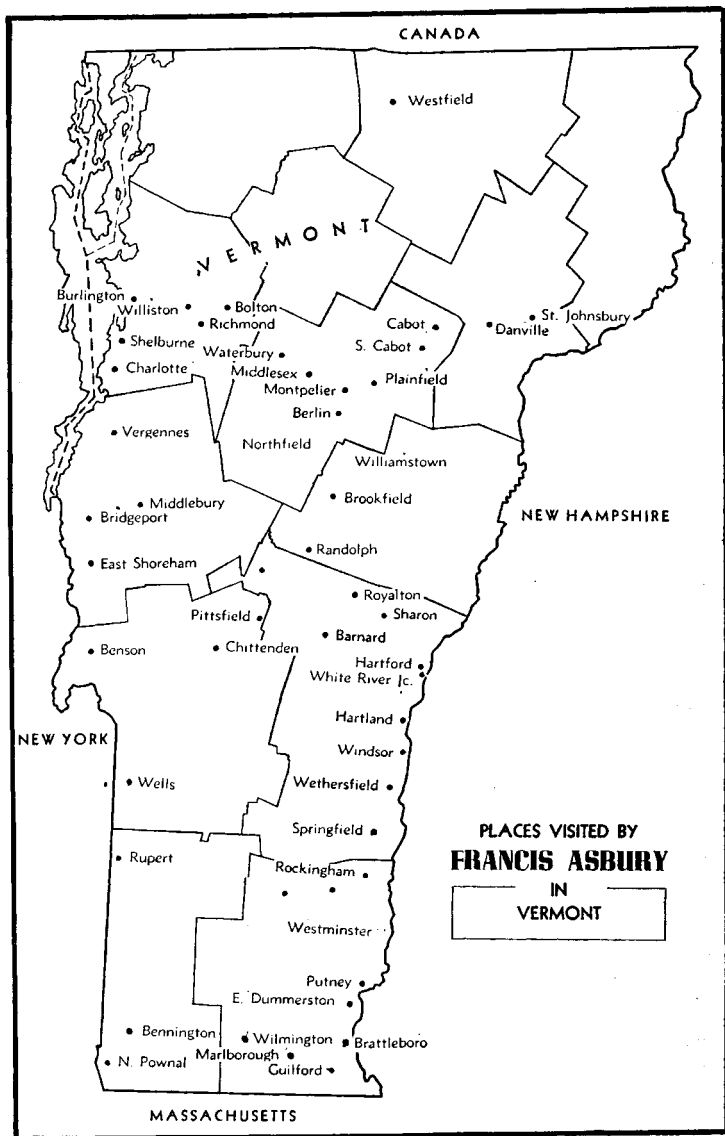 CANADA
Westfield
VERMONT
Burlington
Williston
Bolton
Richmond
St. Johnsbury
Cabot
Danville
Shelburne
S. Cabot
Waterbury
Charlotte
Middlesex
Plainfield
Montpelier
Berlin
Vergennes
Northfield
Williamstown
Brookfield
Middlebury
Bridgeport
NEW HAMPSHIRE
Randolph
East Shoreham
Royalton
Pittsfield
Sharon
Barnard
Benson
Chittenden
Hartford
White River Jc.
Hartland
NEW YORK
Windsor
Wells
Wethersfield
Springfield
PLACES VISITED BY
FRANCIS ASBURY
IN
VERMONT
Rupert
Rockingham
Westminster
Putney
E. Dummerston
Bennington
Wilmington
Brattleboro
Marlborough
N. Pownal
Guilford
MASSACHUSETTS